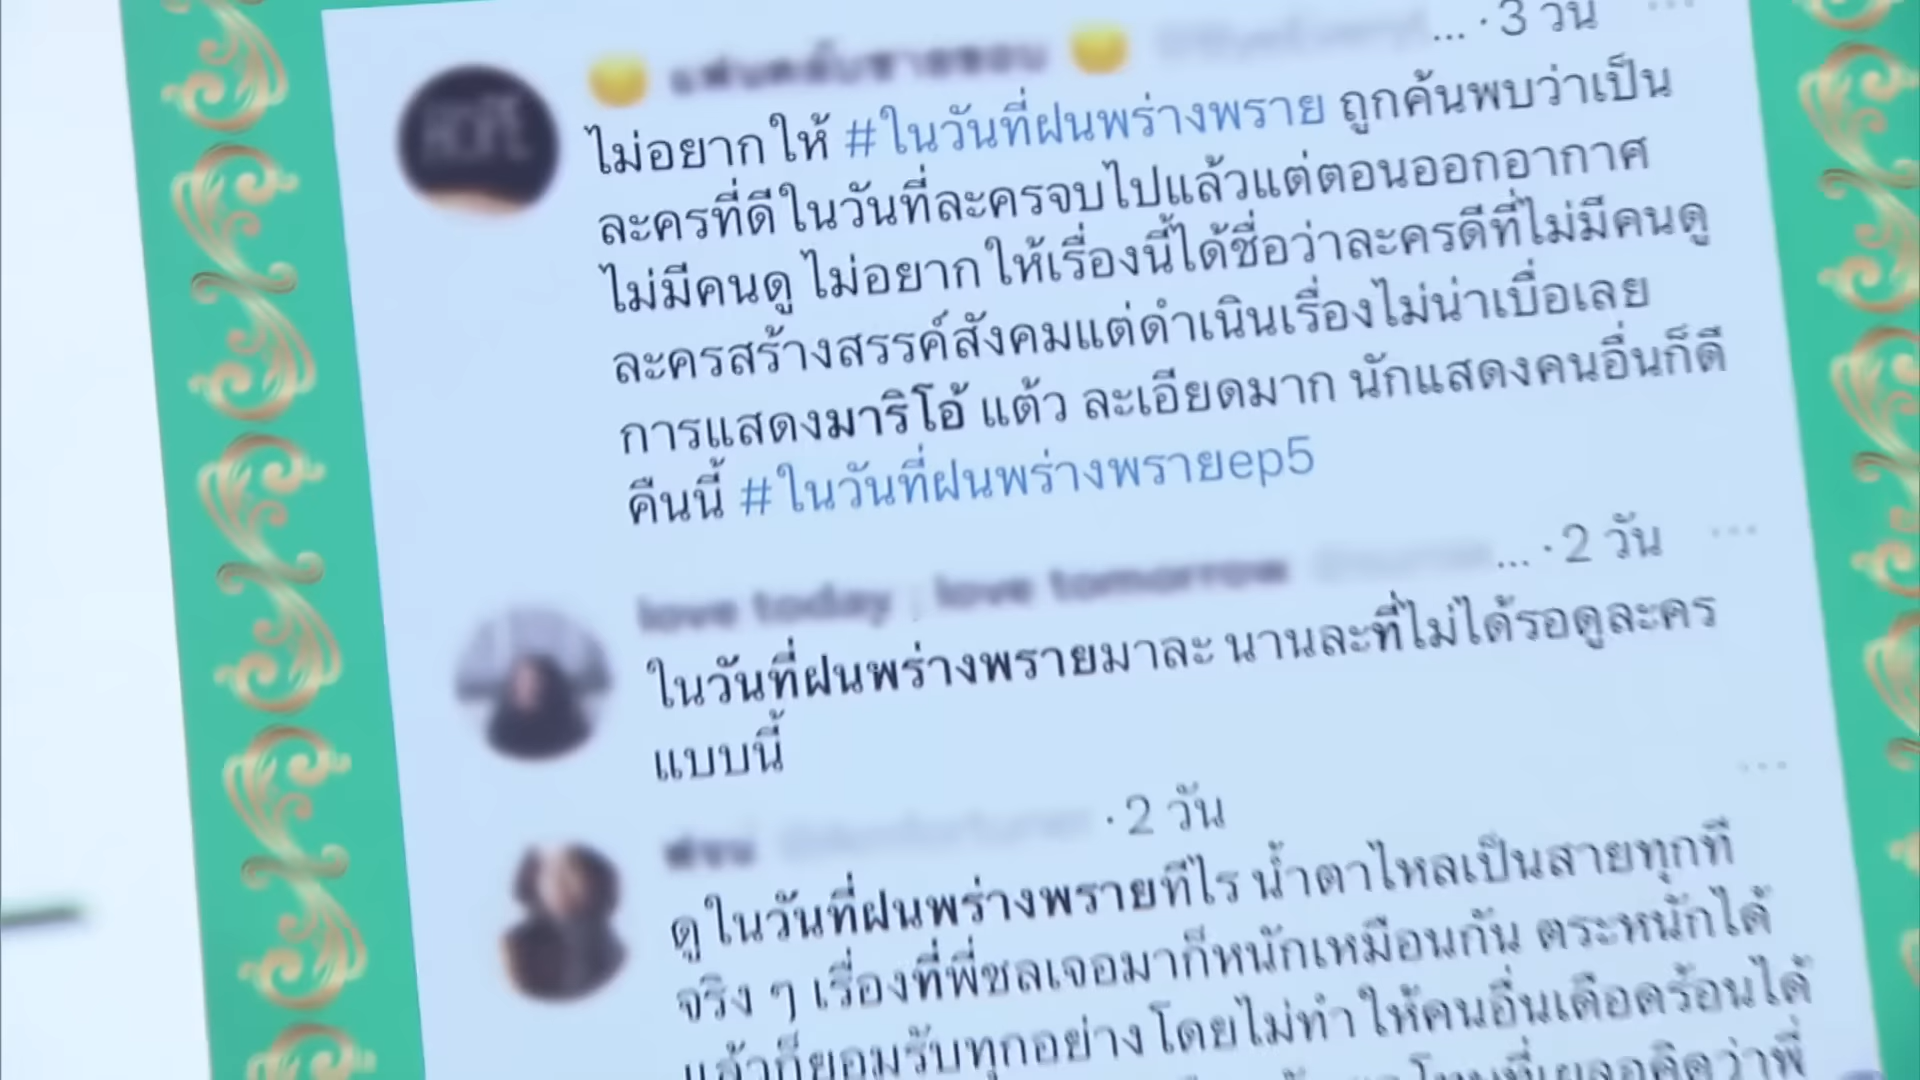 ... · 3 วัน
ไม่อยากให้ #ในวันที่ฝนพร่างพราย ถูกค้นพบว่าเป็น
ละครที่ดีในวันที่ละครจบไปแล้วแต่ตอนออกอากาศ
ไม่มีคนดู ไม่อยากให้เรื่องนี้ได้ชื่อว่าละครดีที่ไม่มีคนดู
ละครสร้างสรรค์สังคมแต่ดำเนินเรื่องไม่น่าเบื่อเลย
การแสดงมาริโอ้ แต้ว ละเอียดมาก นักแสดงคนอื่นก็ดี
คืนนี้ #ในวันที่ฝนพร่างพรายep5
love today ; love tomorrow ... · 2 วัน
ในวันที่ฝนพร่างพรายมาละ นานละที่ไม่ได้รอดูละคร
แบบนี้
· 2 วัน
ดูในวันที่ฝนพร่างพรายทีไร น้ำตาไหลเป็นสายทุกที
จริง ๆ เรื่องที่พี่ชลเจอมาก็หนักเหมือนกัน ตระหนักได้
แล้วก็ยอมรับทุกอย่าง โดยไม่ทำให้คนอื่นเดือดร้อนได้